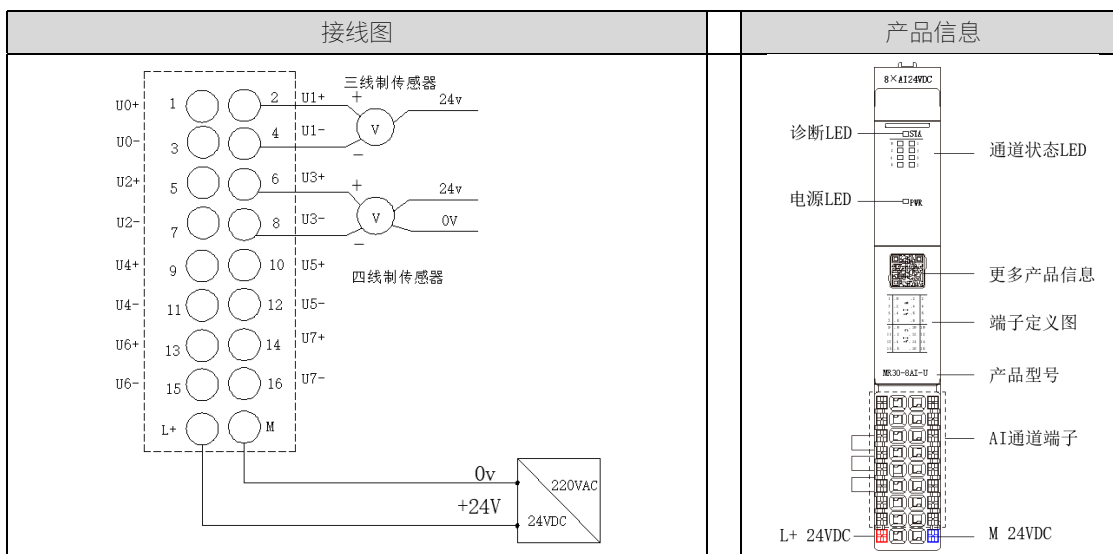 接线图
产品信息
三线制传感器
U0+ 1 2 U1+ + 24v
V
U0- 3 4 U1- −
U2+ 5 6 U3+ + 24v
V
U2- 7 8 U3- − 0V
U4+ 9 10 U5+ 四线制传感器
U4- 11 12 U5-
U6+ 13 14 U7+
U6- 15 16 U7-
L+ M
0v 220VAC
+24V 24VDC
8×AI24VDC
诊断LED STA
通道状态LED
电源LED PWR
更多产品信息
端子定义图
MR30-8AI-U 产品型号
AI通道端子
L+ 24VDC M 24VDC